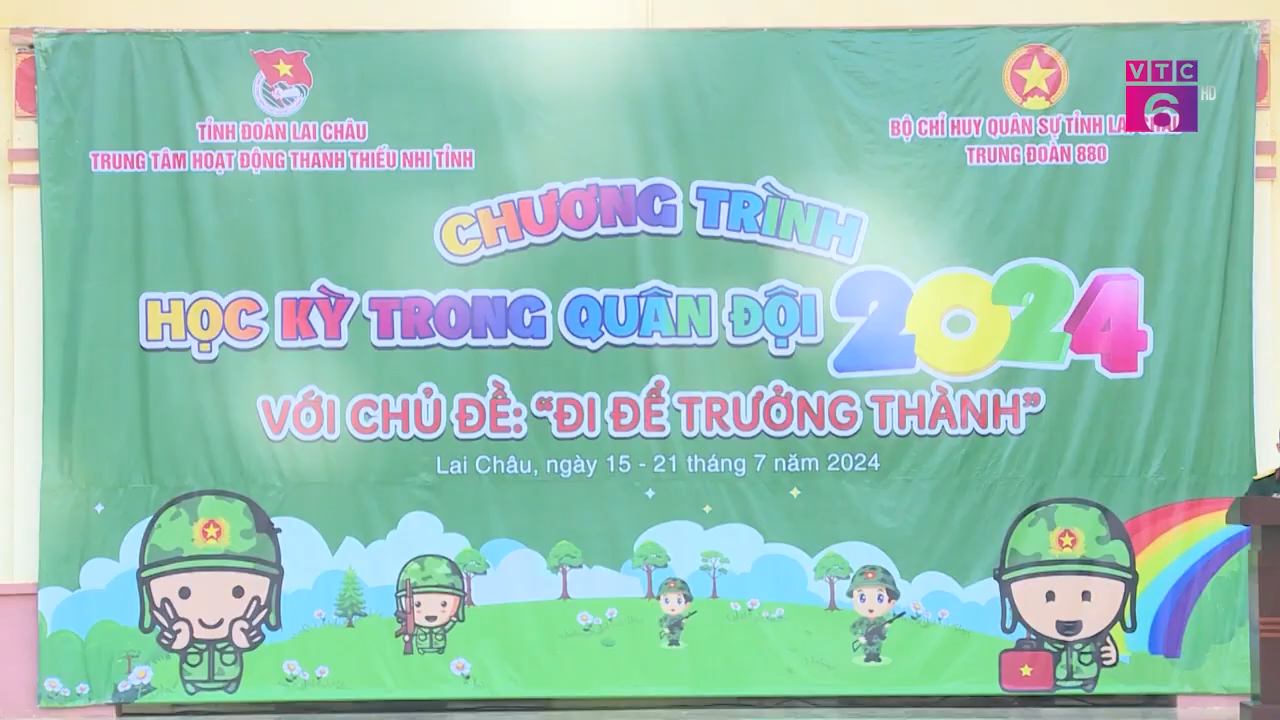 TỈNH ĐOÀN LAI CHÂU
TRUNG TÂM HOẠT ĐỘNG THANH THIẾU NHI TỈNH
BỘ CHỈ HUY QUÂN SỰ TỈNH
TRUNG ĐOÀN 880
VTC
6 HD
CHƯƠNG TRÌNH
HỌC KỲ TRONG QUÂN ĐỘI 2024
VỚI CHỦ ĐỀ: “ĐI ĐỂ TRƯỞNG THÀNH”
Lai Châu, ngày 15 - 21 tháng 7 năm 2024